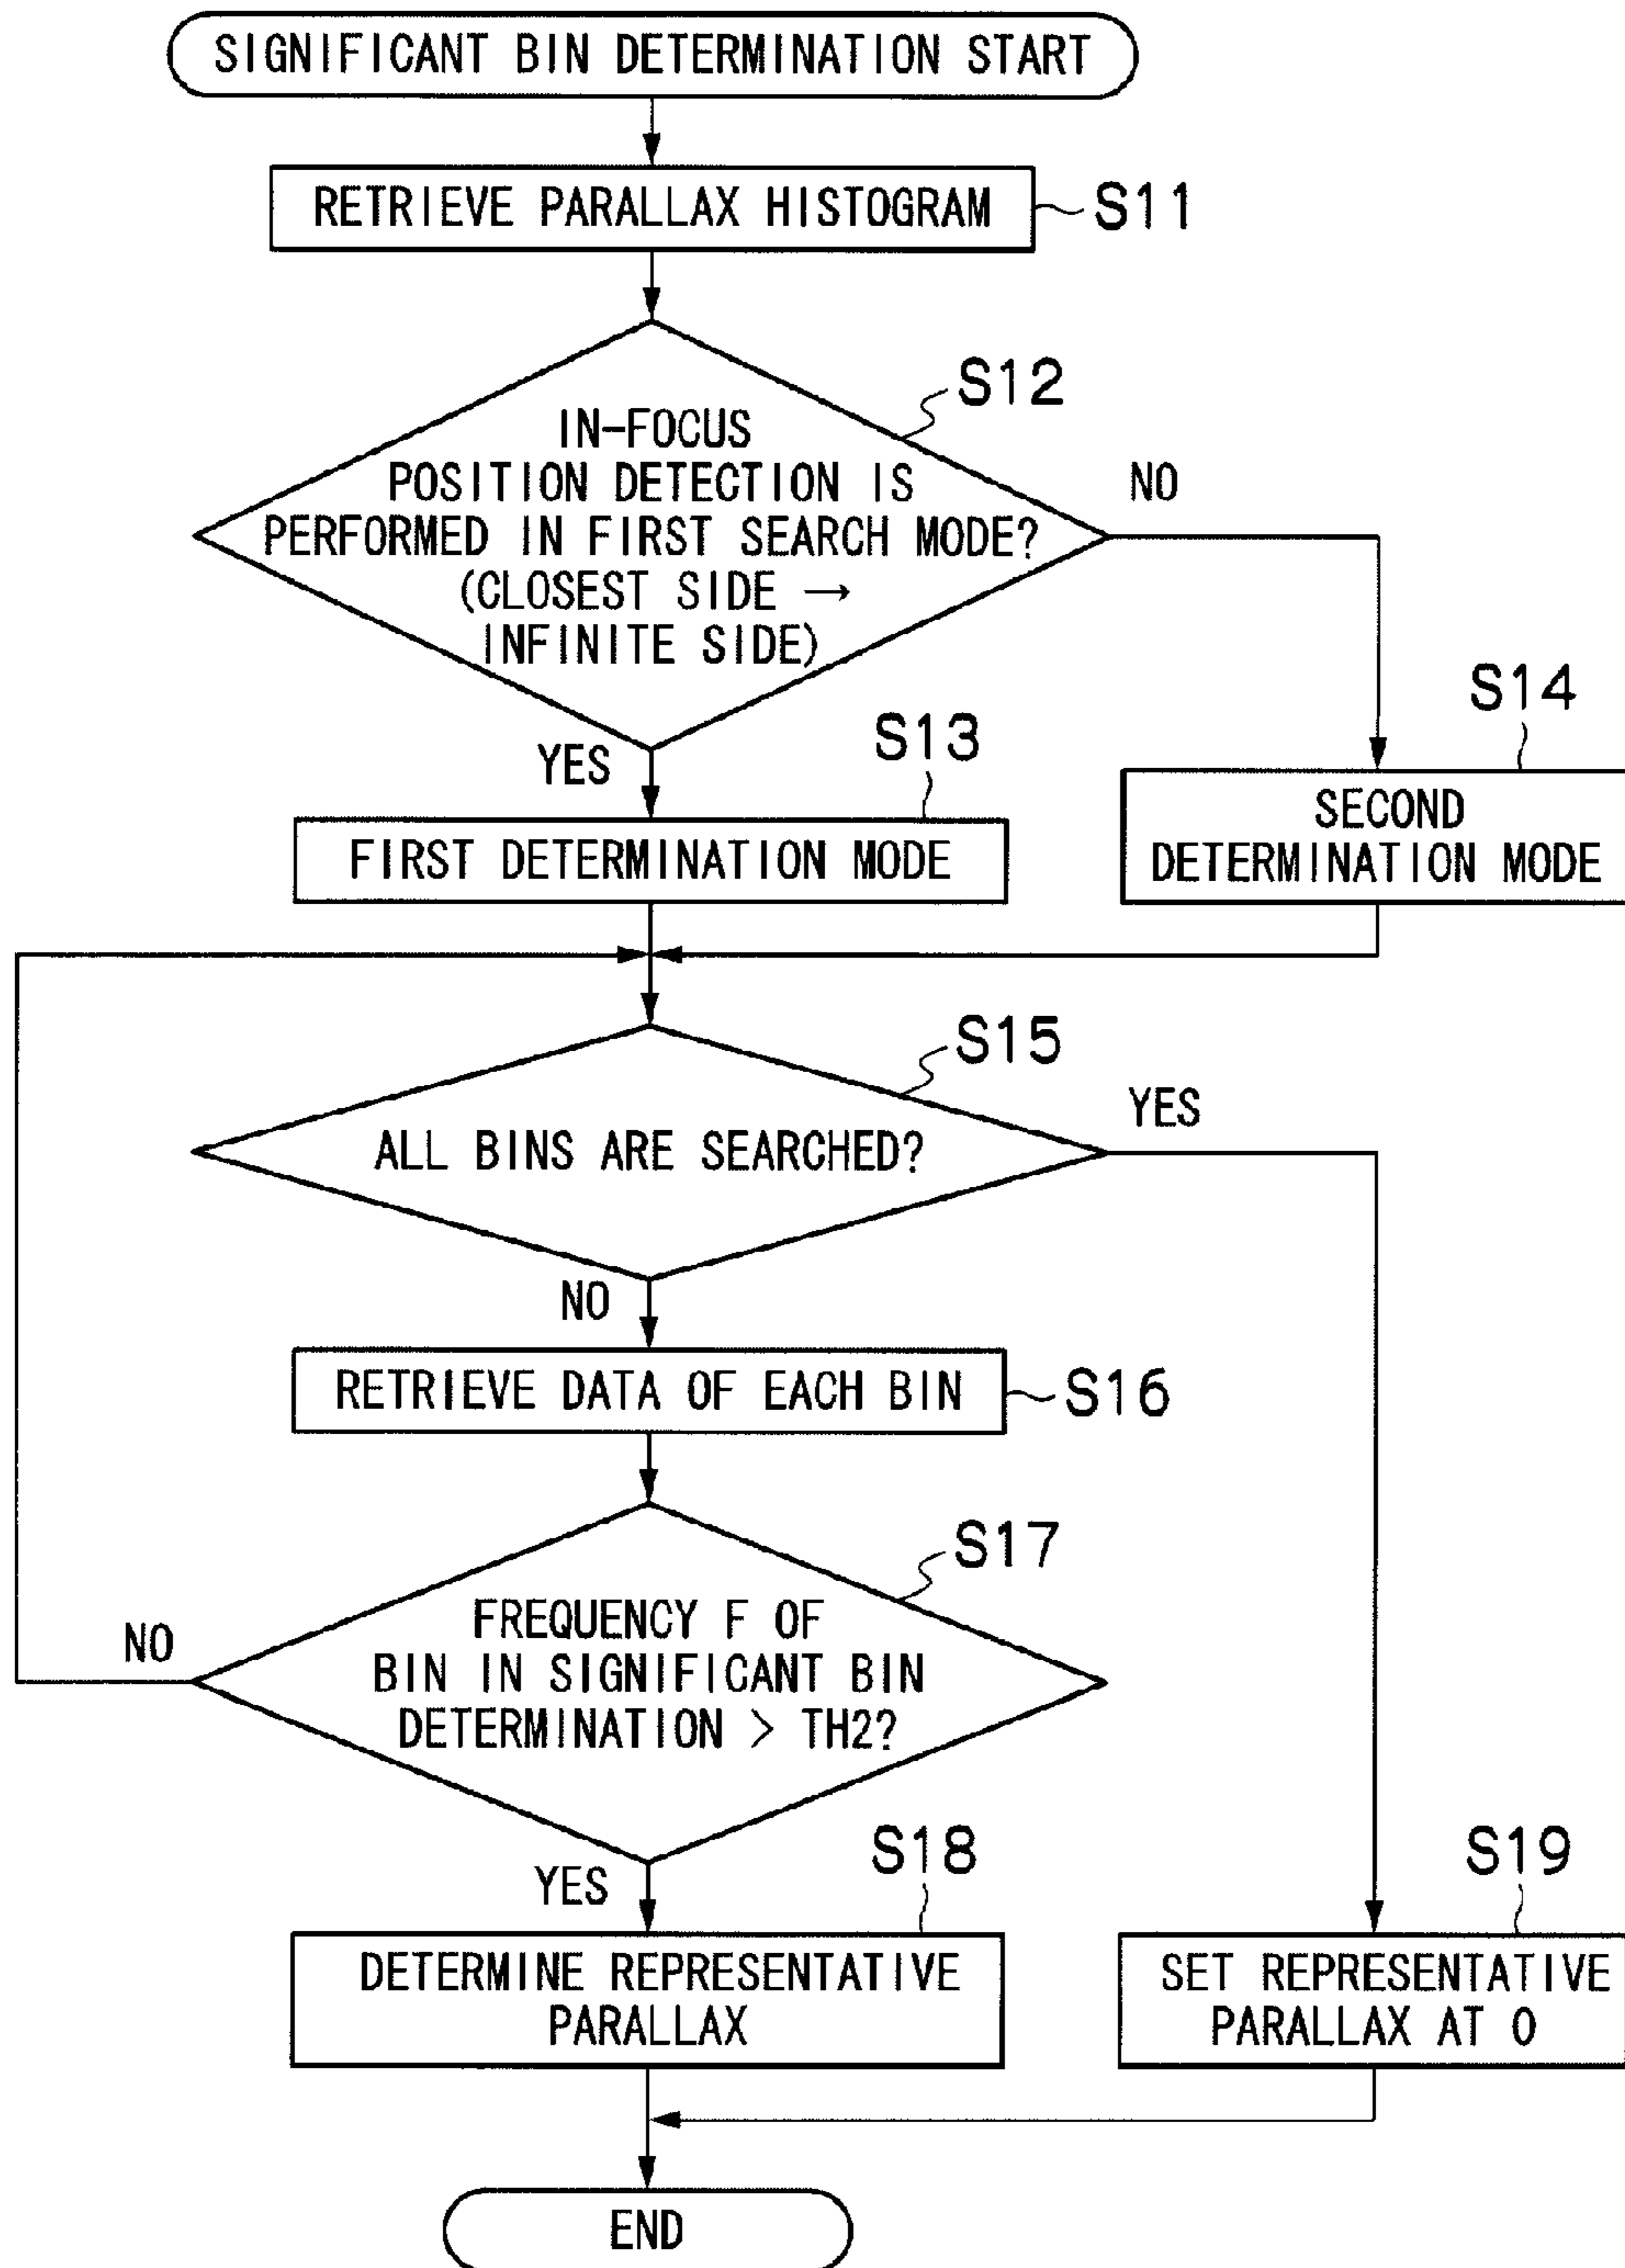 SIGNIFICANT BIN DETERMINATION START
RETRIEVE PARALLAX HISTOGRAM
S11
S12
IN-FOCUS
POSITION DETECTION IS
PERFORMED IN FIRST SEARCH MODE?
(CLOSEST SIDE →
INFINITE SIDE)
NO
YES
S13
S14
FIRST DETERMINATION MODE
SECOND
DETERMINATION MODE
S15
ALL BINS ARE SEARCHED?
YES
NO
RETRIEVE DATA OF EACH BIN
S16
S17
FREQUENCY F OF
BIN IN SIGNIFICANT BIN
DETERMINATION > TH2?
NO
YES
S18
S19
DETERMINE REPRESENTATIVE
PARALLAX
SET REPRESENTATIVE
PARALLAX AT 0
END